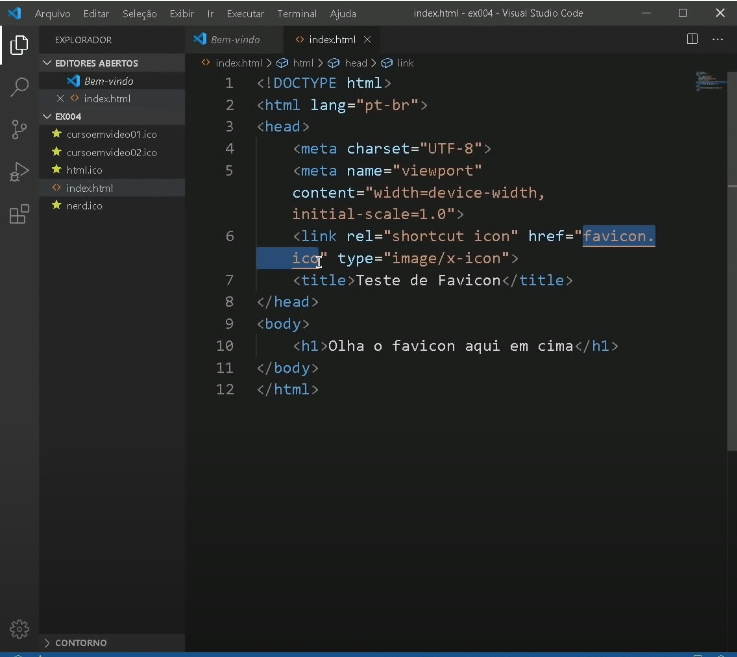 Arquivo Editar Seleção Exibir Ir Executar Terminal Ajuda index.html - ex004 - Visual Studio Code
EXPLORADOR
Bem-vindo
index.html
EDITORES ABERTOS
Bem-vindo
index.html
EX004
cursoemvideo01.ico
cursoemvideo02.ico
html.ico
index.html
nerd.ico
CONTORNO
index.html > html > head > link
1 <!DOCTYPE html>
2 <html lang="pt-br">
3 <head>
4 <meta charset="UTF-8">
5 <meta name="viewport"
content="width=device-width,
initial-scale=1.0">
6 <link rel="shortcut icon" href="favicon.
ico" type="image/x-icon">
7 <title>Teste de Favicon</title>
8 </head>
9 <body>
10 <h1>Olha o favicon aqui em cima</h1>
11 </body>
12 </html>